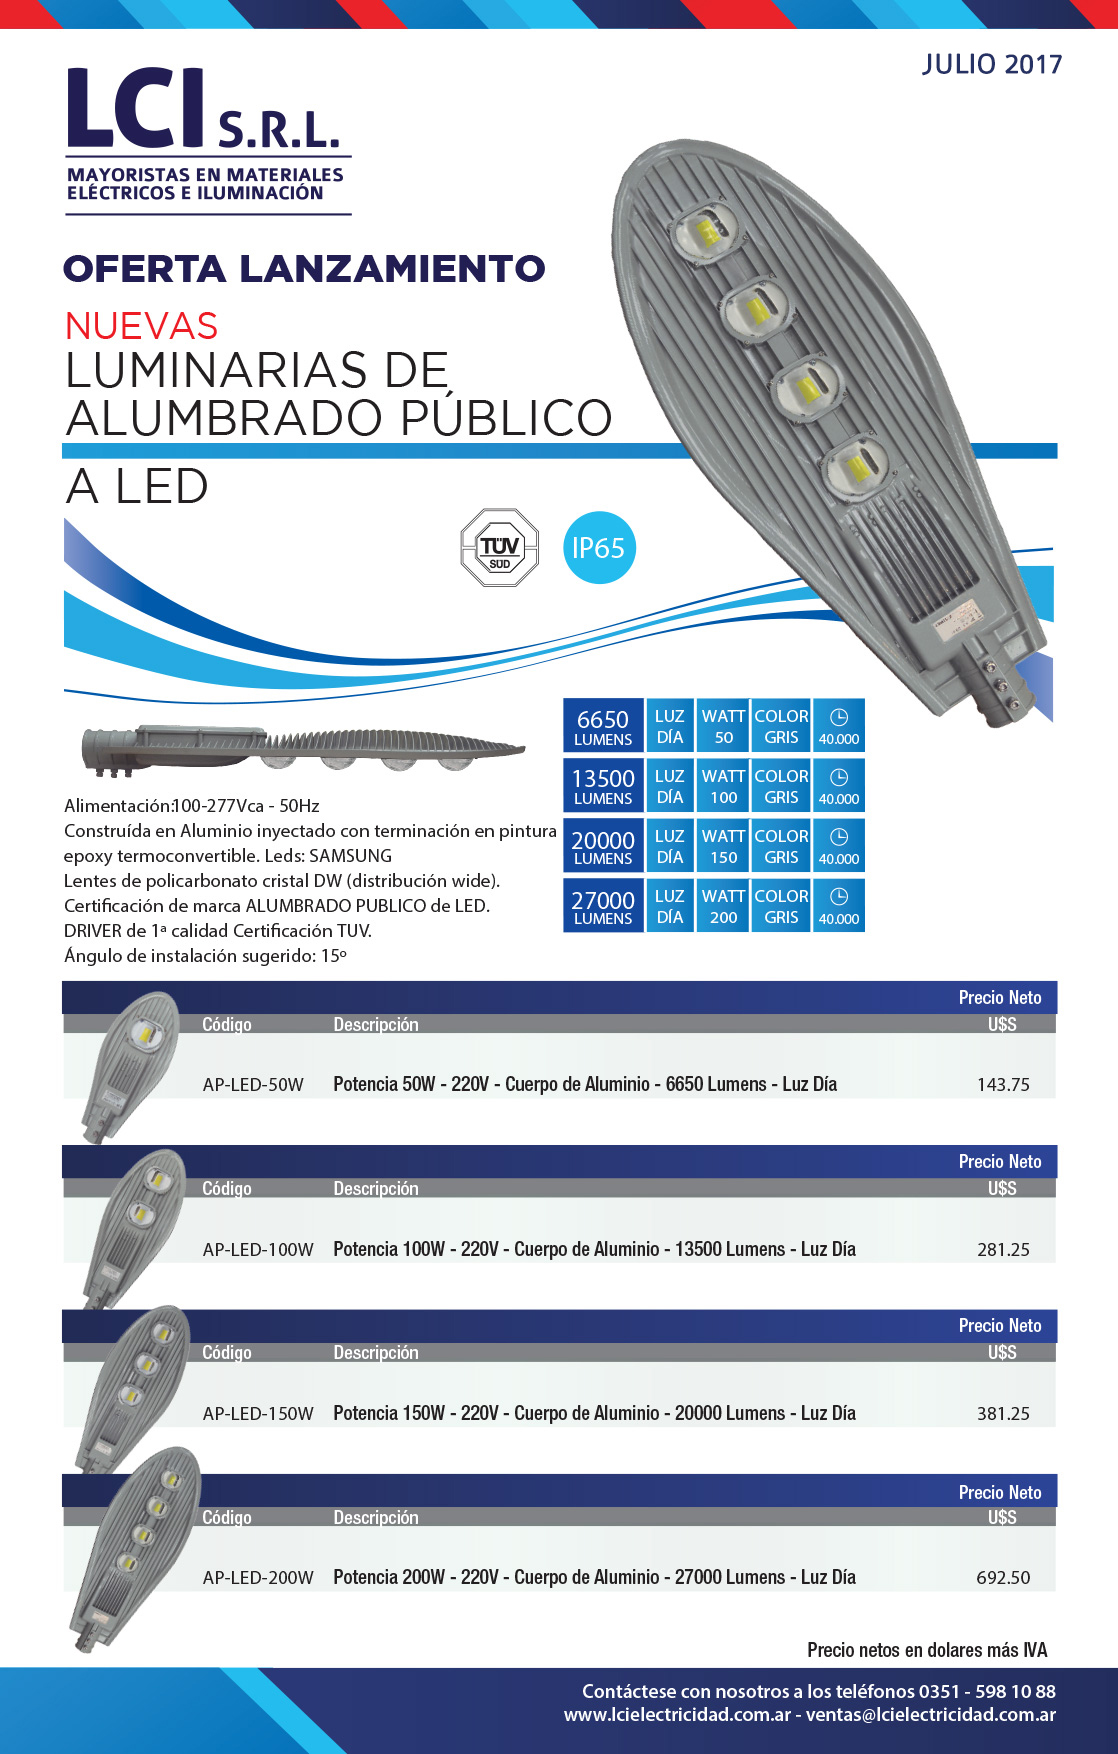 JULIO 2017
LCI S.R.L.
MAYORISTAS EN MATERIALES
ELÉCTRICOS E ILUMINACIÓN
OFERTA LANZAMIENTO
NUEVAS
LUMINARIAS DE
ALUMBRADO PÚBLICO
A LED
TÜV
SÜD
IP65
6650
LUMENS
LUZ
DÍA
WATT
50
COLOR
GRIS
40.000
13500
LUMENS
LUZ
DÍA
WATT
100
COLOR
GRIS
40.000
20000
LUMENS
LUZ
DÍA
WATT
150
COLOR
GRIS
40.000
27000
LUMENS
LUZ
DÍA
WATT
200
COLOR
GRIS
40.000
Alimentación:100-277Vca - 50Hz
Construída en Aluminio inyectado con terminación en pintura
epoxy termoconvertible. Leds: SAMSUNG
Lentes de policarbonato cristal DW (distribución wide).
Certificación de marca ALUMBRADO PUBLICO de LED.
DRIVER de 1ª calidad Certificación TUV.
Ángulo de instalación sugerido: 15º
Precio Neto
Código Descripción U$S
AP-LED-50W Potencia 50W - 220V - Cuerpo de Aluminio - 6650 Lumens - Luz Día 143.75
Precio Neto
Código Descripción U$S
AP-LED-100W Potencia 100W - 220V - Cuerpo de Aluminio - 13500 Lumens - Luz Día 281.25
Precio Neto
Código Descripción U$S
AP-LED-150W Potencia 150W - 220V - Cuerpo de Aluminio - 20000 Lumens - Luz Día 381.25
Precio Neto
Código Descripción U$S
AP-LED-200W Potencia 200W - 220V - Cuerpo de Aluminio - 27000 Lumens - Luz Día 692.50
Precio netos en dolares más IVA
Contáctese con nosotros a los teléfonos 0351 - 598 10 88
www.lcielectricidad.com.ar - ventas@lcielectricidad.com.ar